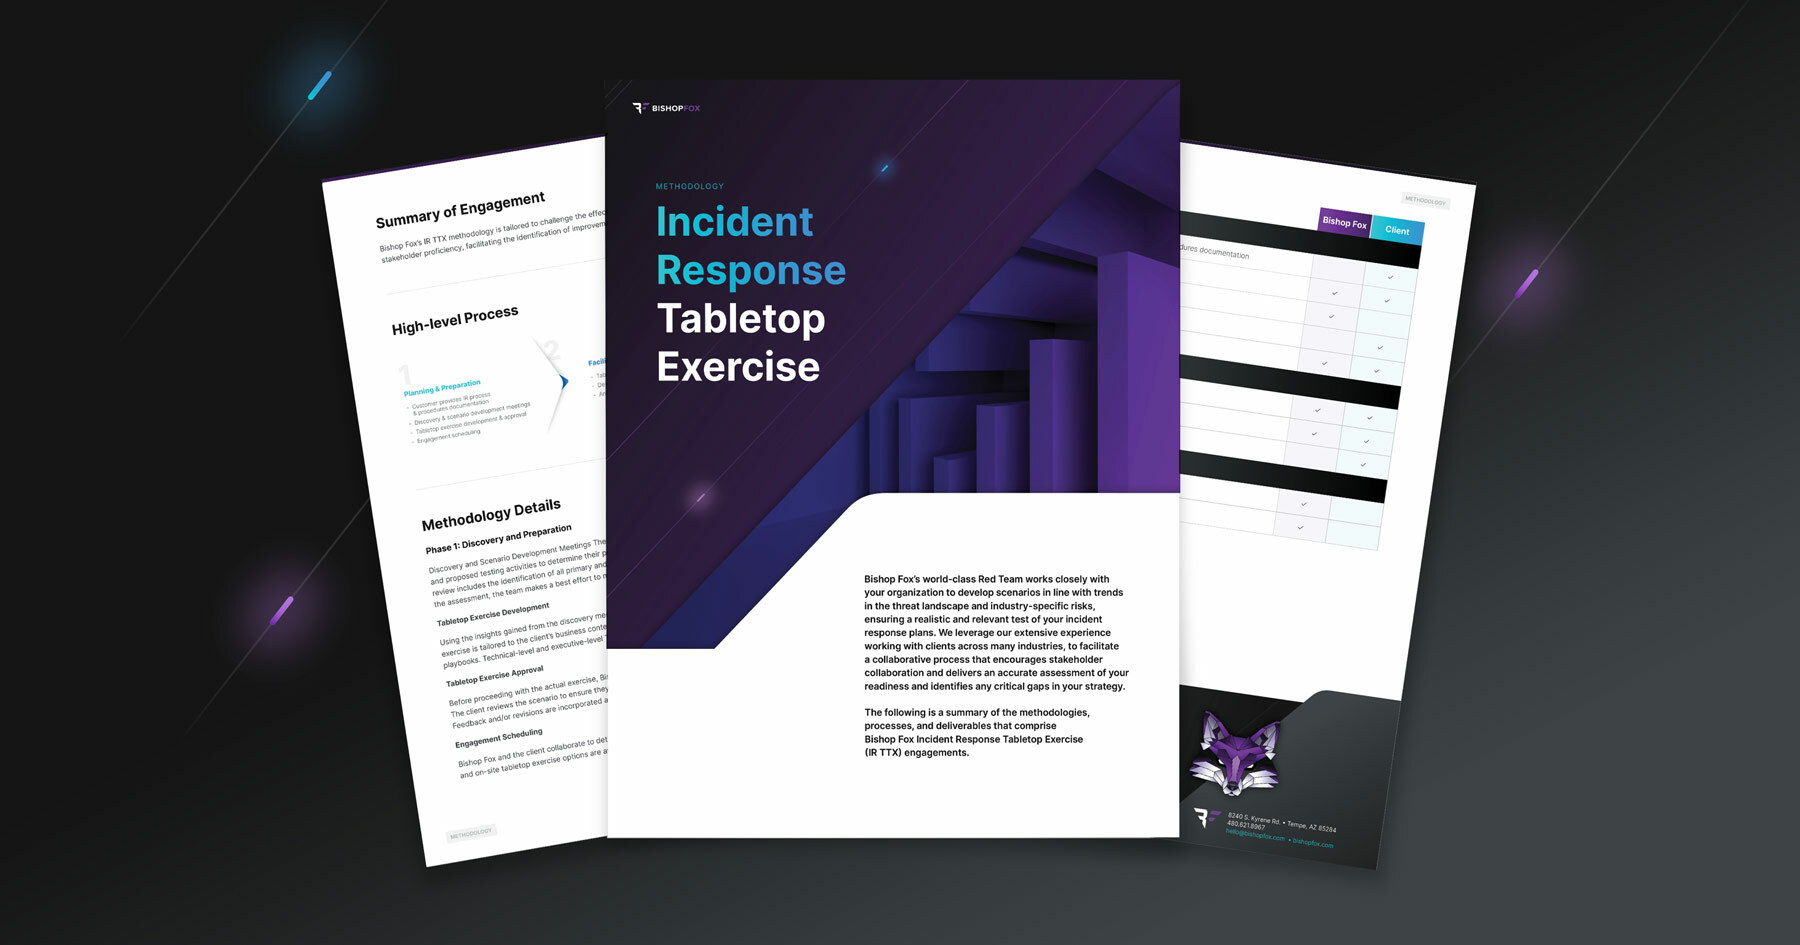 Summary of Engagement
Bishop Fox's IR TTX methodology is tailored to challenge the effec
stakeholder proficiency, facilitating the identification of improvem
High-level Process
1
Planning & Preparation
- Customer provides IR process
& procedures documentation
- Discovery & scenario development meetings
- Tabletop exercise development & approval
- Engagement scheduling
2
Facil
Methodology Details
Phase 1: Discovery and Preparation
Discovery and Scenario Development Meetings The
and proposed testing activities to determine their p
review includes the identification of all primary and
the assessment, the team makes a best effort to
Tabletop Exercise Development
Using the insights gained from the discovery me
exercise is tailored to the client's business conte
playbooks. Technical-level and executive-level
Tabletop Exercise Approval
Before proceeding with the actual exercise, Bis
The client reviews the scenario to ensure they
Feedback and/or revisions are incorporated a
Engagement Scheduling
Bishop Fox and the client collaborate to det
and on-site tabletop exercise options are a
METHODOLOGY
BISHOPFOX
METHODOLOGY
Incident
Response
Tabletop
Exercise
Bishop Fox's world-class Red Team works closely with
your organization to develop scenarios in line with trends
in the threat landscape and industry-specific risks,
ensuring a realistic and relevant test of your incident
response plans. We leverage our extensive experience
working with clients across many industries, to facilitate
a collaborative process that encourages stakeholder
collaboration and delivers an accurate assessment of your
readiness and identifies any critical gaps in your strategy.
The following is a summary of the methodologies,
processes, and deliverables that comprise
Bishop Fox Incident Response Tabletop Exercise
(IR TTX) engagements.
METHODOLOGY
Bishop Fox Client
dures documentation
8240 S. Kyrene Rd. • Tempe, AZ 85284
480.621.8967
hello@bishopfox.com • bishopfox.com